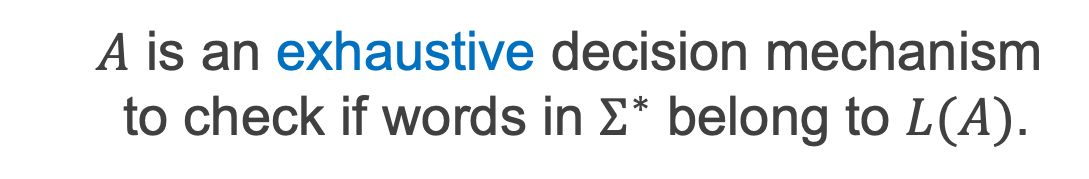 A is an exhaustive decision mechanism
to check if words in Σ* belong to L(A).